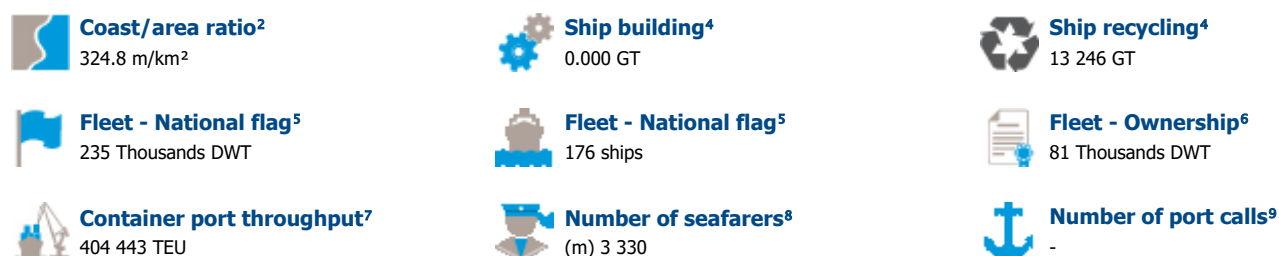 Coast/area ratio²
324.8 m/km²
Ship building⁴
0.000 GT
Ship recycling⁴
13 246 GT
Fleet - National flag⁵
235 Thousands DWT
Fleet - National flag⁵
176 ships
Fleet - Ownership⁶
81 Thousands DWT
Container port throughput⁷
404 443 TEU
Number of seafarers⁸
(m) 3 330
Number of port calls⁹
-